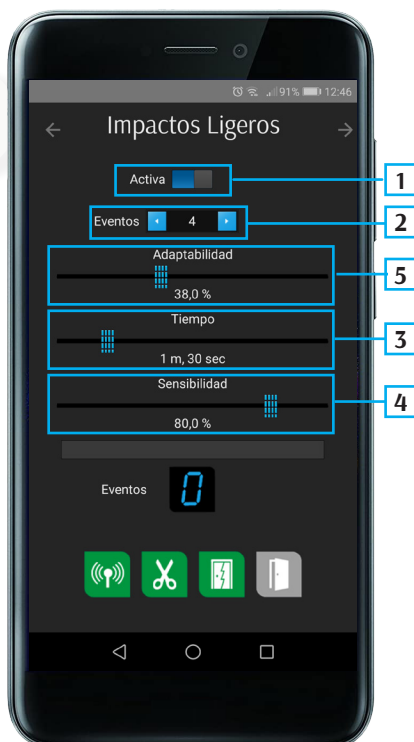 91% 12:46
Impactos Ligeros
Activa
1
Eventos 4
2
Adaptabilidad
38,0 %
5
Tiempo
1 m, 30 sec
3
Sensibilidad
80,0 %
4
Eventos 0